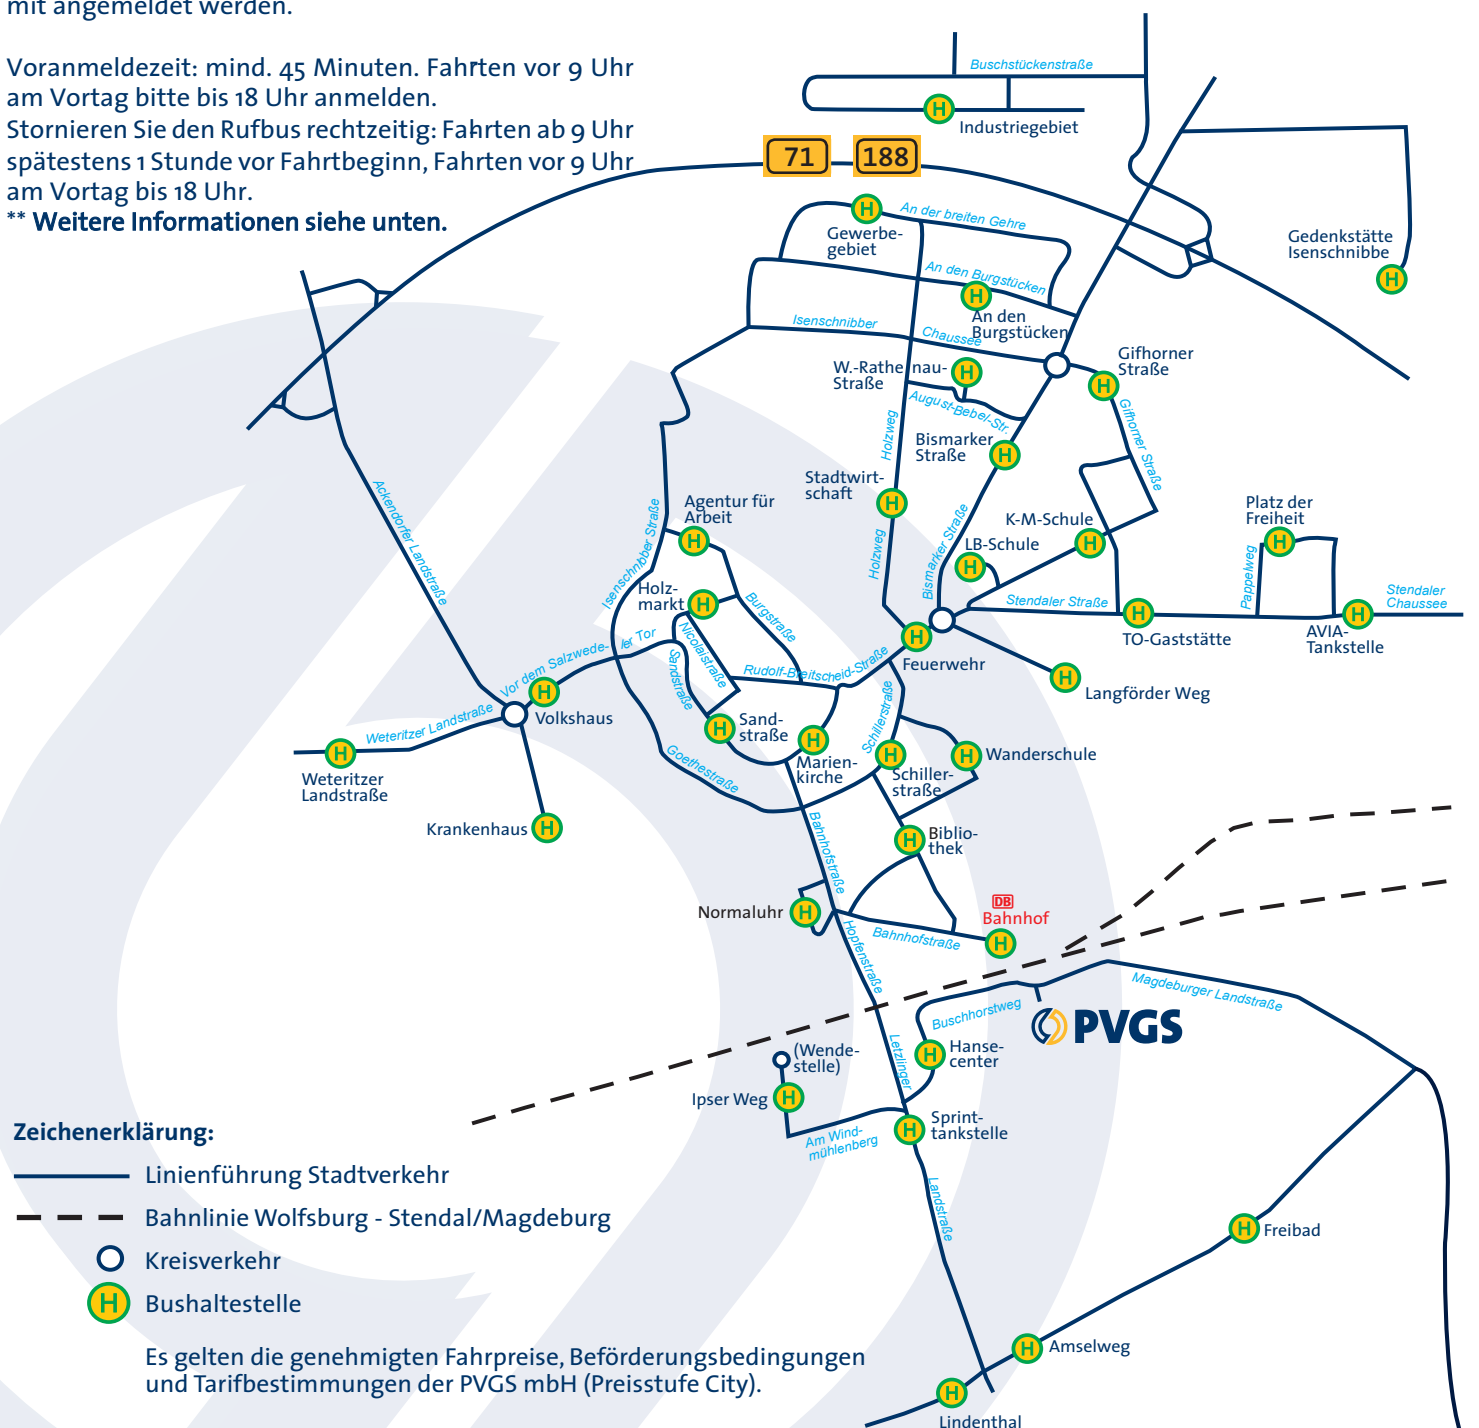 mit angemeldet werden.
Voranmeldezeit: mind. 45 Minuten. Fahrten vor 9 Uhr
am Vortag bitte bis 18 Uhr anmelden.
Stornieren Sie den Rufbus rechtzeitig: Fahrten ab 9 Uhr
spätestens 1 Stunde vor Fahrtbeginn, Fahrten vor 9 Uhr
am Vortag bis 18 Uhr.
** Weitere Informationen siehe unten.
Buschstückenstraße
H
Industriegebiet
71
188
H
An der breiten Gehre
Gewerbe-
gebiet
Gedenkstätte
Isenschnibbe
H
An den Burgstücken
H
An den
Burgstücken
Isenschnibber
Chaussee
Gifhorner
Straße
H
W.-Rathenau-
Straße
H
August-Bebel-Str.
Gifhorner Straße
Holzweg
Bismarker
Straße
H
Stadtwirt-
schaft
H
Holzweg
Bismarker Straße
K-M-Schule
H
LB-Schule
H
Platz der
Freiheit
H
Pappelweg
Stendaler
Chaussee
Stendaler Straße
H
TO-Gaststätte
H
AVIA-
Tankstelle
Ackendorfer Landstraße
Isenschnibber Straße
Agentur für
Arbeit
H
Holz-
markt
H
Burgstraße
Nicolaistraße
Sandstraße
Vor dem Salzwede-
ler Tor
Rudolf-Breitscheid-Straße
H
Feuerwehr
H
Langförder Weg
H
Volkshaus
Weteritzer Landstraße
H
Weteritzer
Landstraße
H
Sand-
straße
H
Marien-
kirche
Schillerstraße
H
Schiller-
straße
H
Wanderschule
Goethestraße
Krankenhaus
H
Bahnhofstraße
H
Biblio-
thek
Normaluhr
H
DB
Bahnhof
H
Bahnhofstraße
Hopfenstraße
Magdeburger Landstraße
Buschhorstweg
PVGS
Letzlinger
H
Hanse-
center
(Wende-
stelle)
Ipser Weg
H
Am Wind-
mühlenberg
H
Sprint-
tankstelle
Landstraße
H
Freibad
H
Amselweg
H
Lindenthal
Zeichenerklärung:
Linienführung Stadtverkehr
Bahnlinie Wolfsburg - Stendal/Magdeburg
Kreisverkehr
H
Bushaltestelle
Es gelten die genehmigten Fahrpreise, Beförderungsbedingungen
und Tarifbestimmungen der PVGS mbH (Preisstufe City).